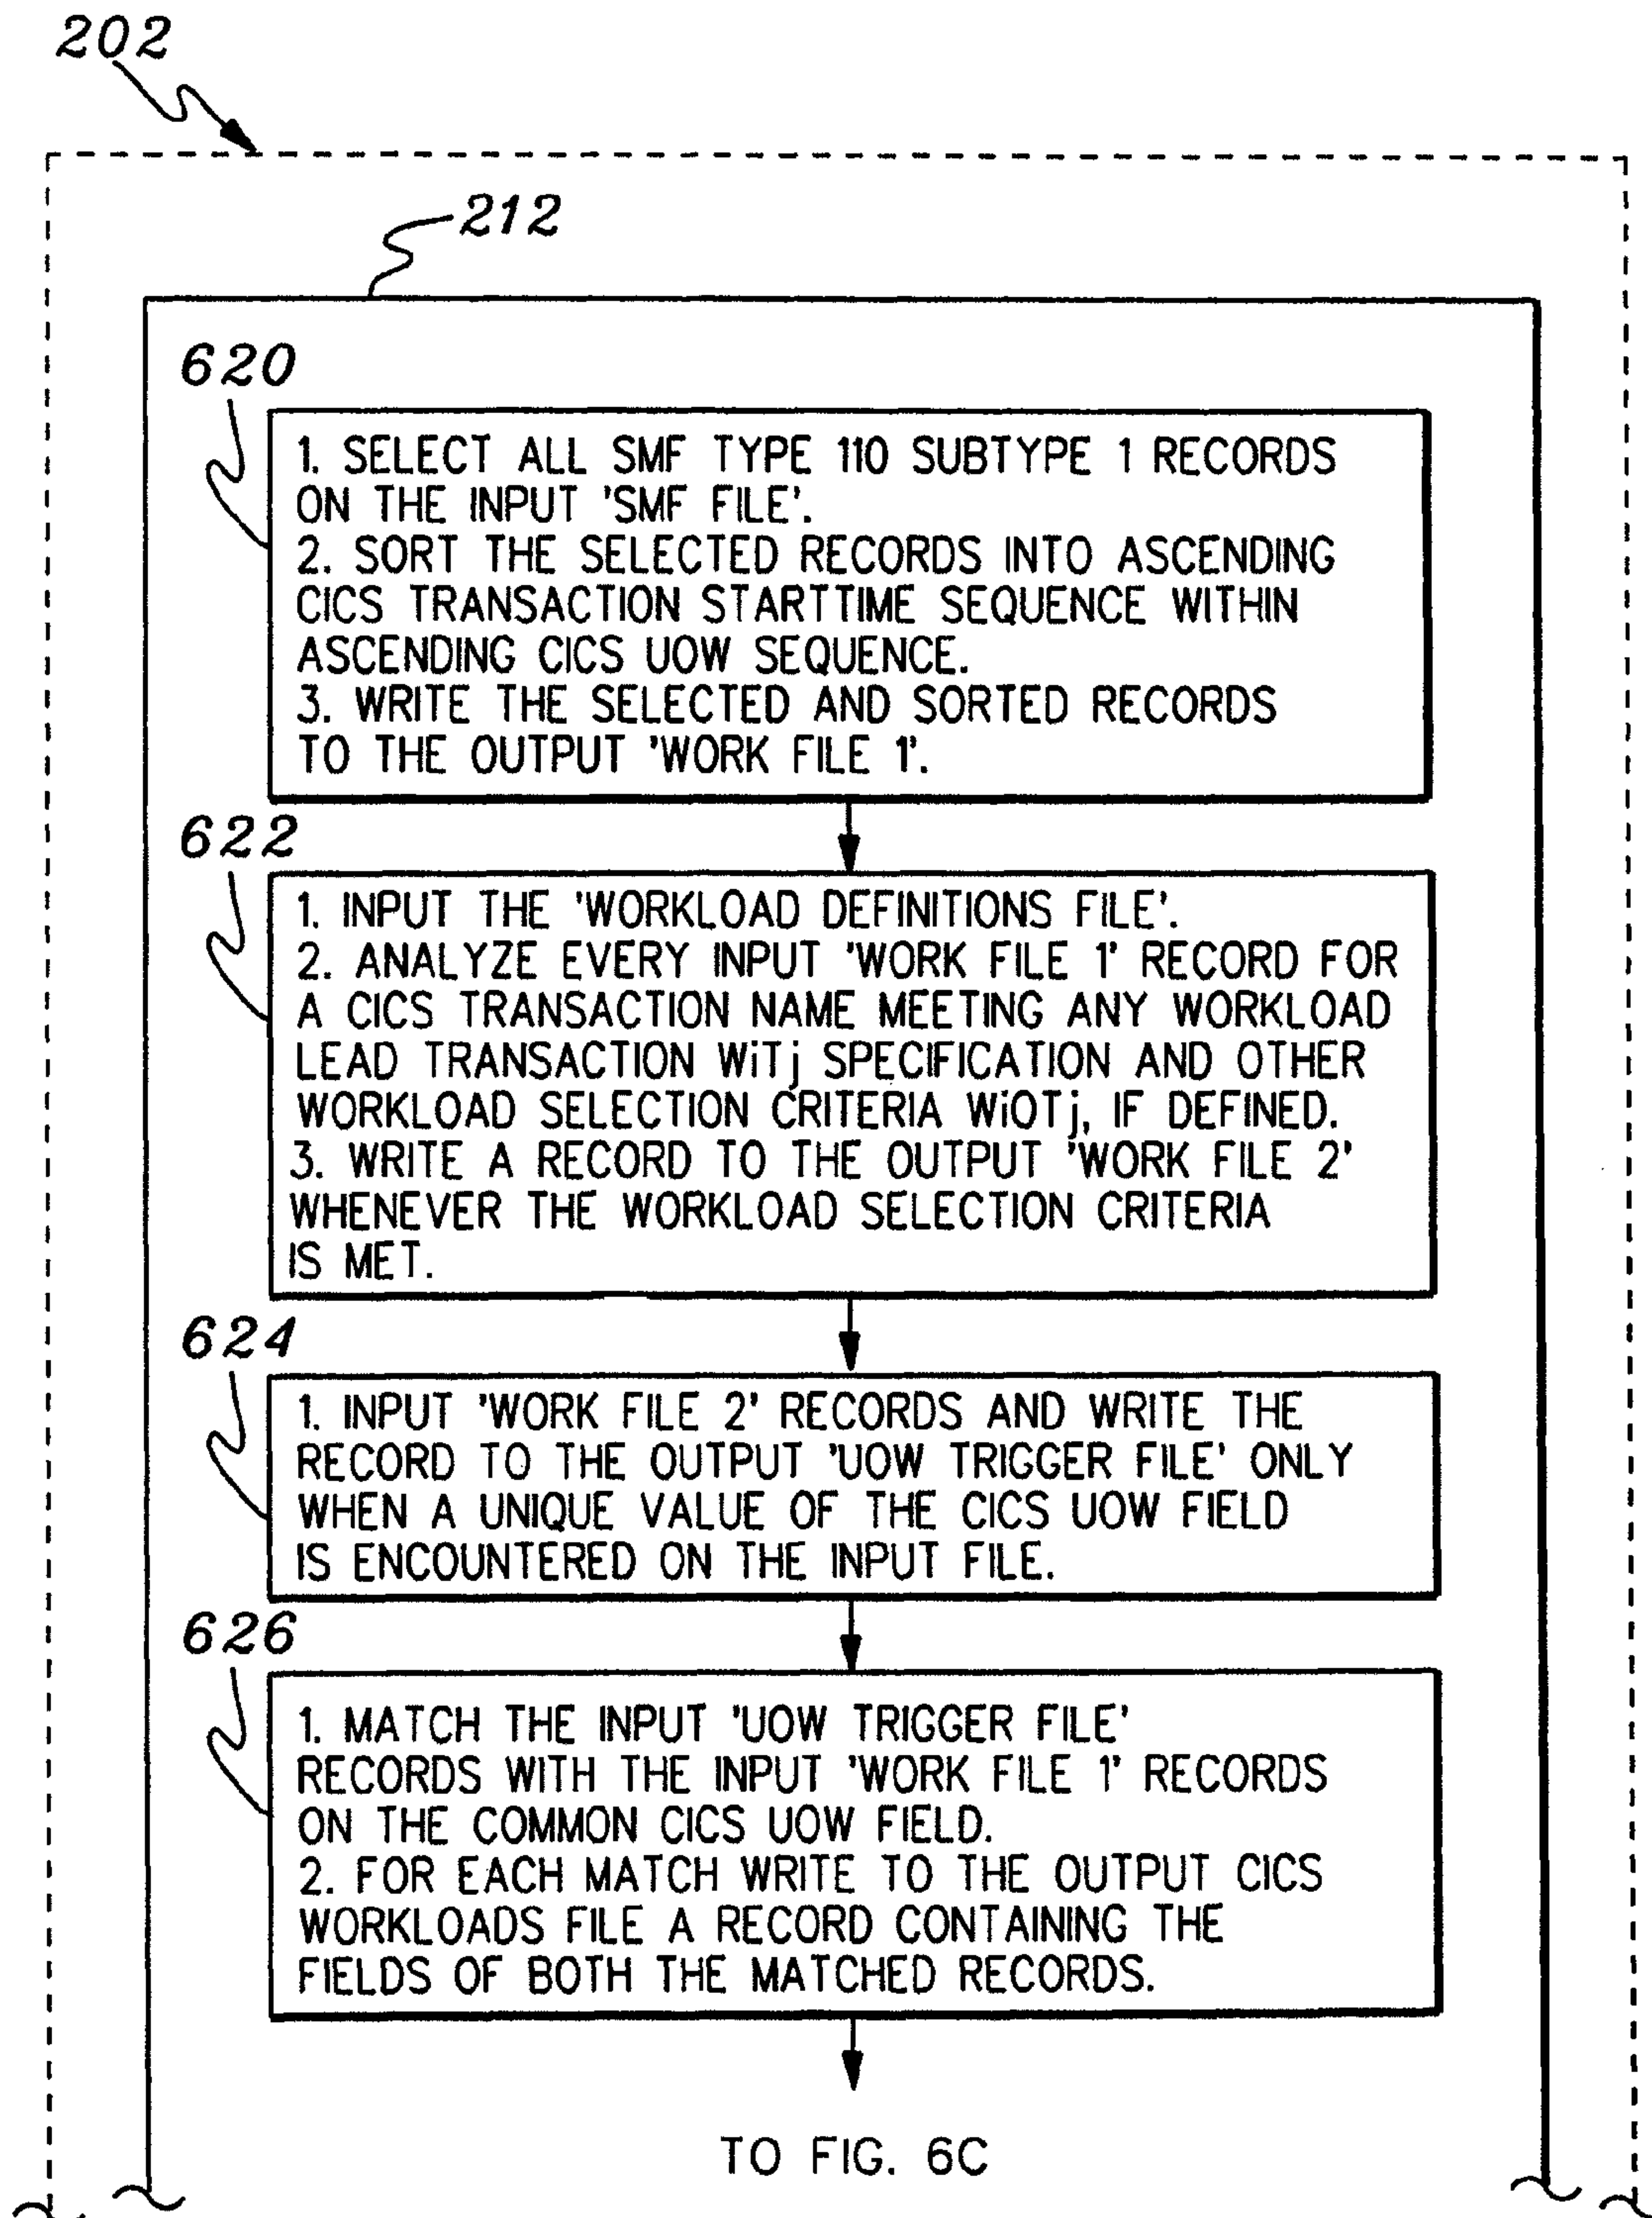 202
212
620
1. SELECT ALL SMF TYPE 110 SUBTYPE 1 RECORDS
ON THE INPUT 'SMF FILE'.
2. SORT THE SELECTED RECORDS INTO ASCENDING
CICS TRANSACTION STARTTIME SEQUENCE WITHIN
ASCENDING CICS UOW SEQUENCE.
3. WRITE THE SELECTED AND SORTED RECORDS
TO THE OUTPUT 'WORK FILE 1'.
622
1. INPUT THE 'WORKLOAD DEFINITIONS FILE'.
2. ANALYZE EVERY INPUT 'WORK FILE 1' RECORD FOR
A CICS TRANSACTION NAME MEETING ANY WORKLOAD
LEAD TRANSACTION WiTj SPECIFICATION AND OTHER
WORKLOAD SELECTION CRITERIA WiOTj, IF DEFINED.
3. WRITE A RECORD TO THE OUTPUT 'WORK FILE 2'
WHENEVER THE WORKLOAD SELECTION CRITERIA
IS MET.
624
1. INPUT 'WORK FILE 2' RECORDS AND WRITE THE
RECORD TO THE OUTPUT 'UOW TRIGGER FILE' ONLY
WHEN A UNIQUE VALUE OF THE CICS UOW FIELD
IS ENCOUNTERED ON THE INPUT FILE.
626
1. MATCH THE INPUT 'UOW TRIGGER FILE'
RECORDS WITH THE INPUT 'WORK FILE 1' RECORDS
ON THE COMMON CICS UOW FIELD.
2. FOR EACH MATCH WRITE TO THE OUTPUT CICS
WORKLOADS FILE A RECORD CONTAINING THE
FIELDS OF BOTH THE MATCHED RECORDS.
TO FIG. 6C